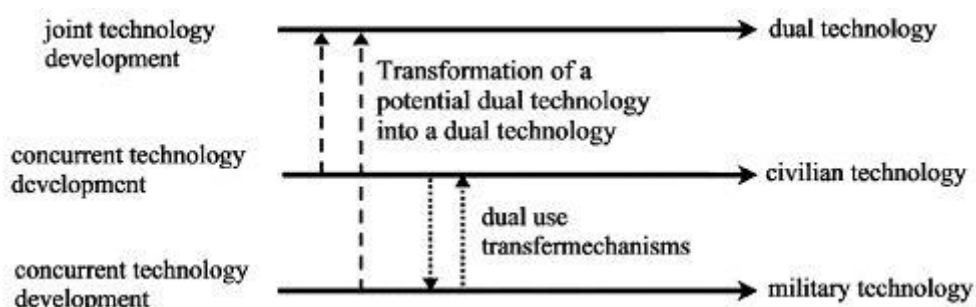 joint technology
development
dual technology
Transformation of a
potential dual technology
into a dual technology
concurrent technology
development
civilian technology
dual use
transfermechanisms
concurrent technology
development
military technology